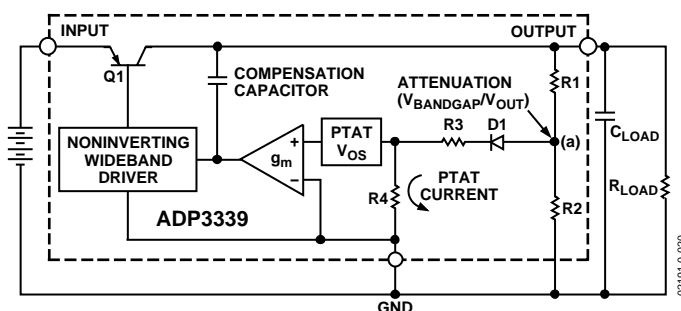 INPUT
OUTPUT
Q1
COMPENSATION
CAPACITOR
ATTENUATION
(VBANDGAP/VOUT)
R1
R3
D1
(a)
CLOAD
PTAT
VOS
NONINVERTING
WIDEBAND
DRIVER
gm
+
−
R4
PTAT
CURRENT
R2
RLOAD
ADP3339
GND